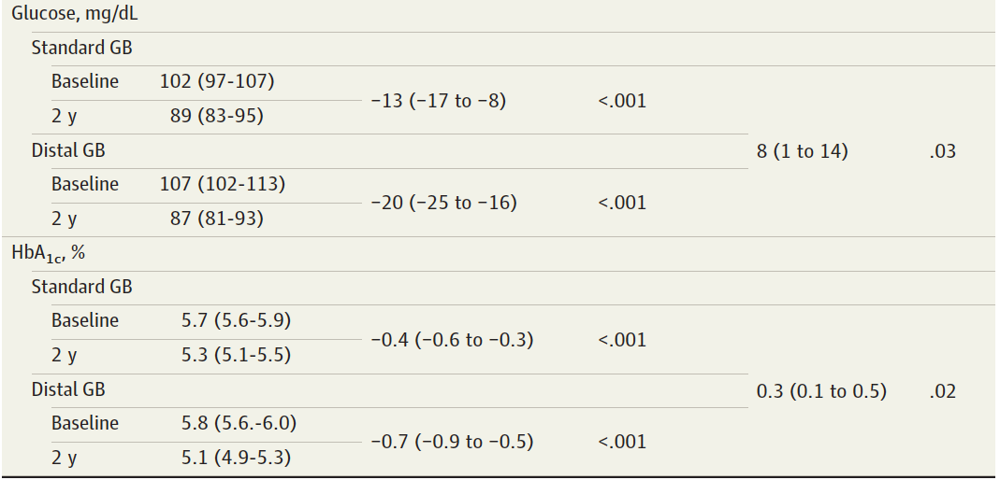 Glucose, mg/dL
Standard GB
Baseline 102 (97-107)
−13 (−17 to −8) <.001
2 y 89 (83-95)
Distal GB
8 (1 to 14) .03
Baseline 107 (102-113)
−20 (−25 to −16) <.001
2 y 87 (81-93)
HbA1c, %
Standard GB
Baseline 5.7 (5.6-5.9)
−0.4 (−0.6 to −0.3) <.001
2 y 5.3 (5.1-5.5)
Distal GB
0.3 (0.1 to 0.5) .02
Baseline 5.8 (5.6.-6.0)
−0.7 (−0.9 to −0.5) <.001
2 y 5.1 (4.9-5.3)